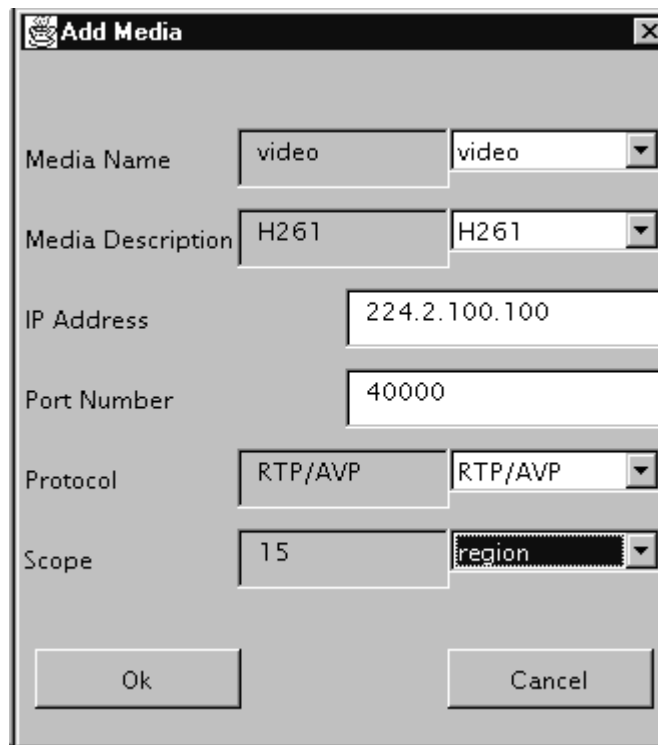 Add Media
Media Name video video
Media Description H261 H261
IP Address 224.2.100.100
Port Number 40000
Protocol RTP/AVP RTP/AVP
Scope 15 region
Ok Cancel